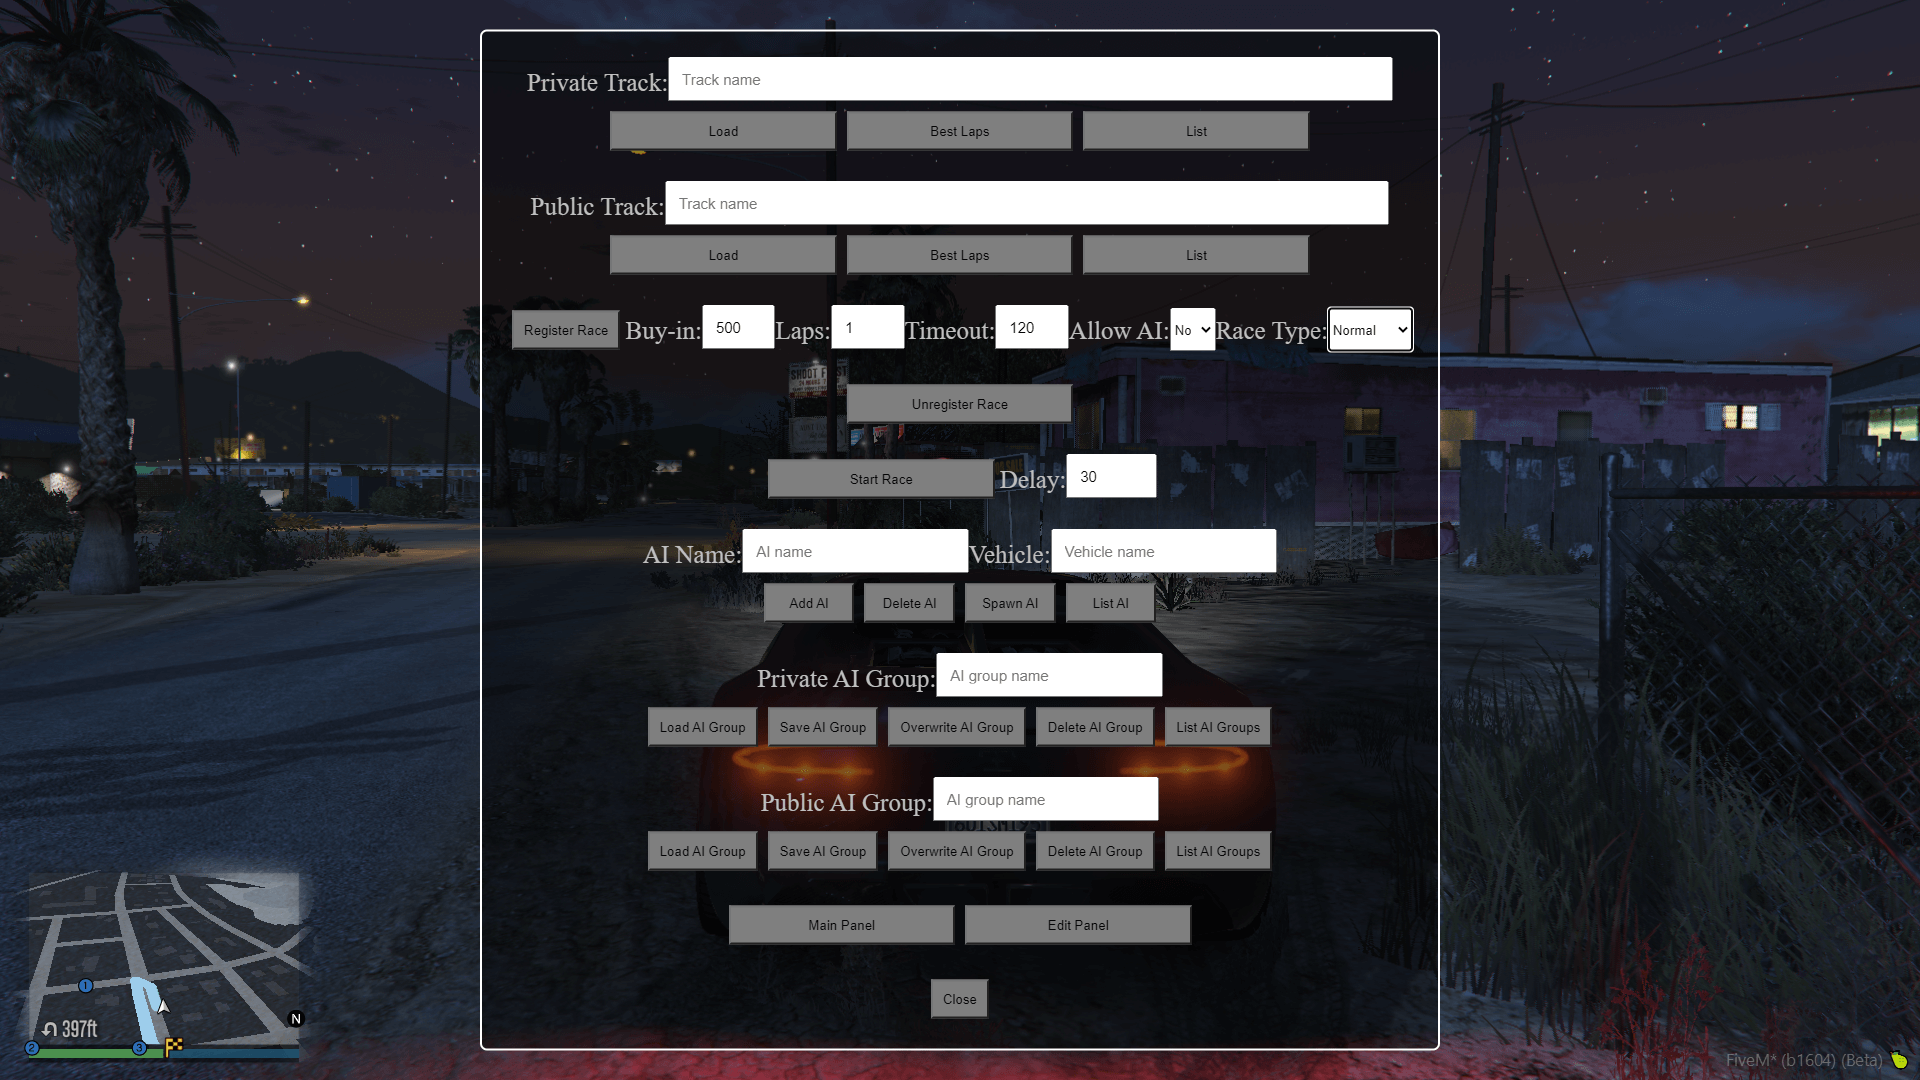 Private Track: Track name
Load Best Laps List
Public Track: Track name
Load Best Laps List
Register Race Buy-in: 500 Laps: 1 Timeout: 120 Allow AI: No Race Type: Normal
SHOOT
Unregister Race
Start Race Delay: 30
AI Name: AI name Vehicle: Vehicle name
Add AI Delete AI Spawn AI List AI
Private AI Group: AI group name
Load AI Group Save AI Group Overwrite AI Group Delete AI Group List AI Groups
Public AI Group: AI group name
Load AI Group Save AI Group Overwrite AI Group Delete AI Group List AI Groups
Main Panel Edit Panel
Close
1
N
397ft
2 3
FiveM* (b1604) (Beta)